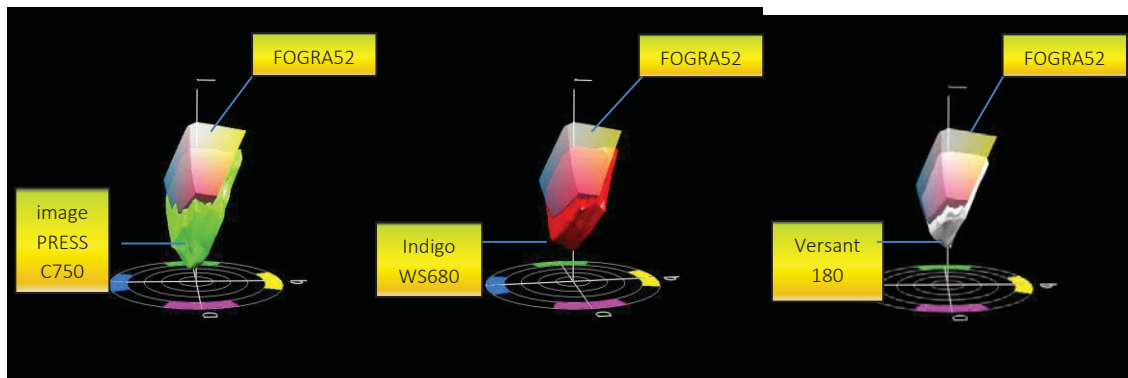 FOGRA52
FOGRA52
FOGRA52
image
PRESS
C750
Indigo
WS680
Versant
180
b
b
b